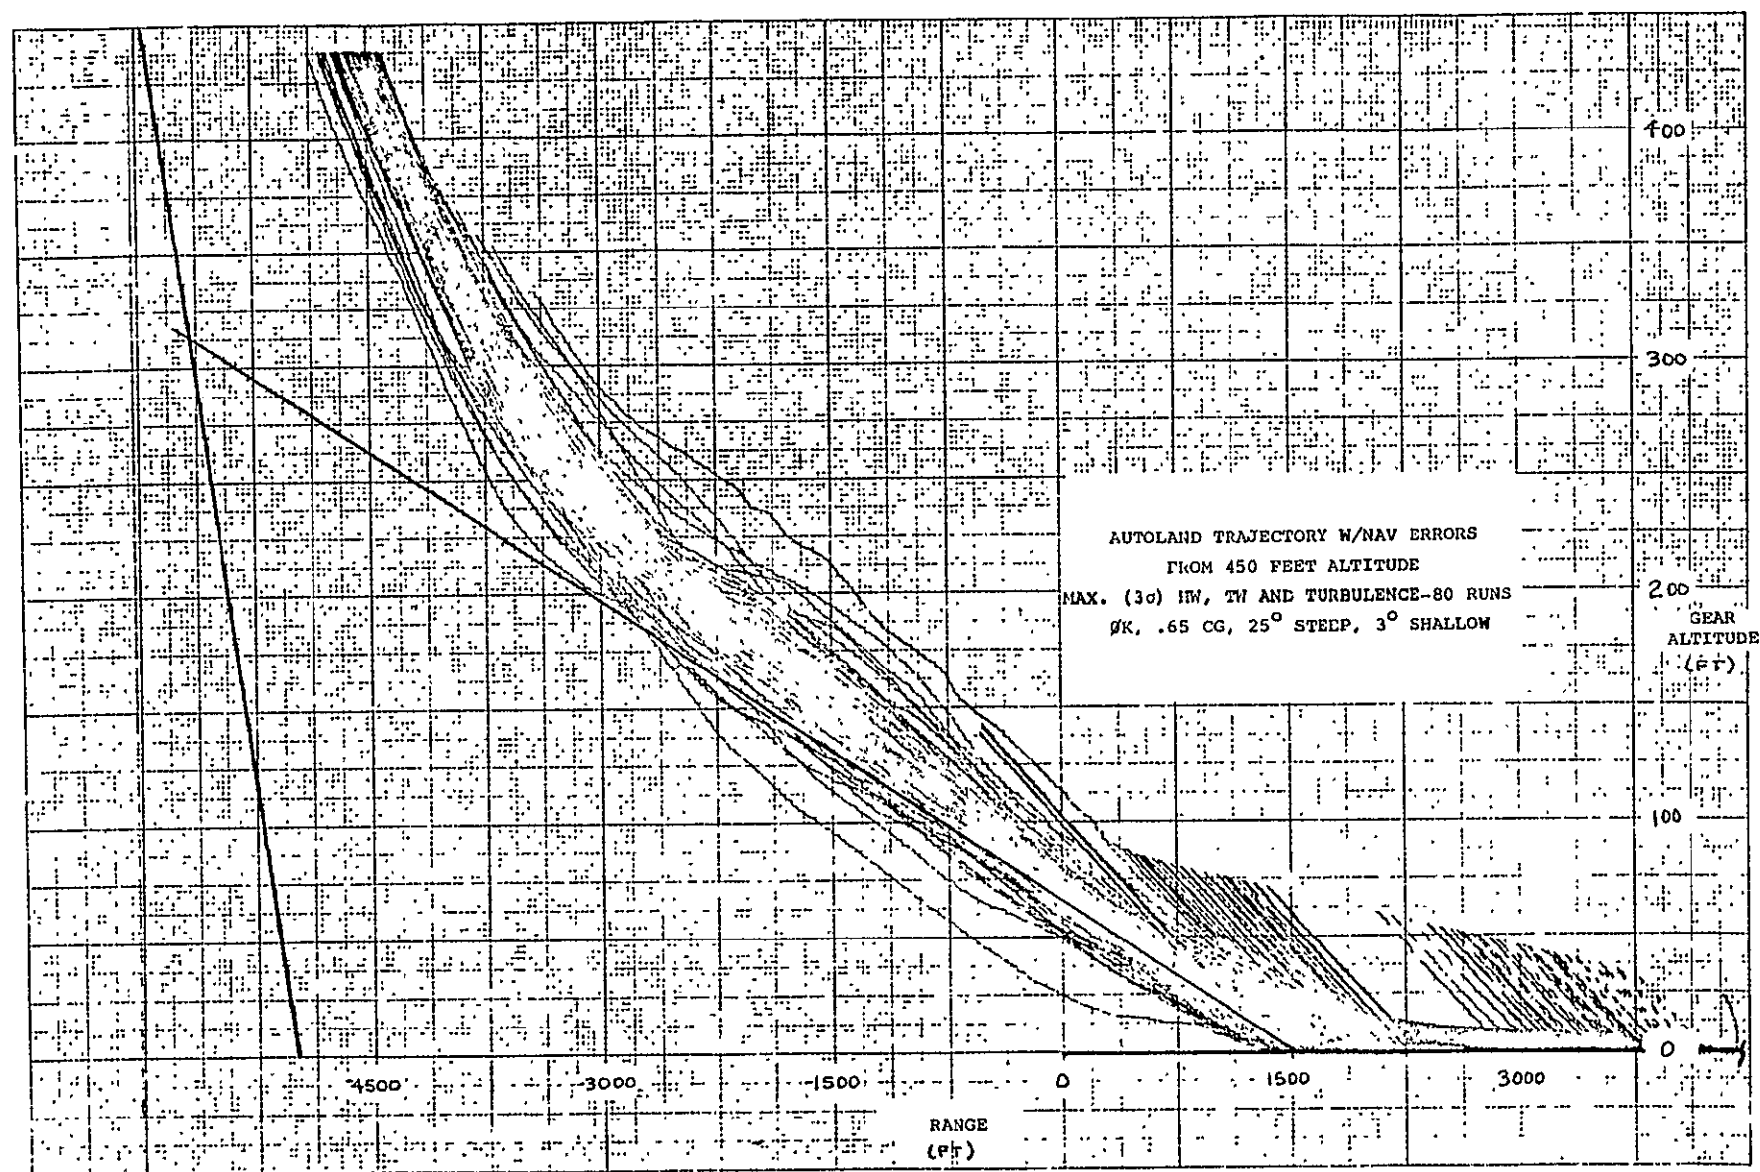 400
300
AUTOLAND TRAJECTORY W/NAV ERRORS
FROM 450 FEET ALTITUDE
MAX. (3σ) HW, TW AND TURBULENCE-80 RUNS
ØK, .65 CG, 25° STEEP, 3° SHALLOW
200
GEAR
ALTITUDE
(FT)
100
0
-4500 -3000 -1500 0 1500 3000
RANGE
(FT)